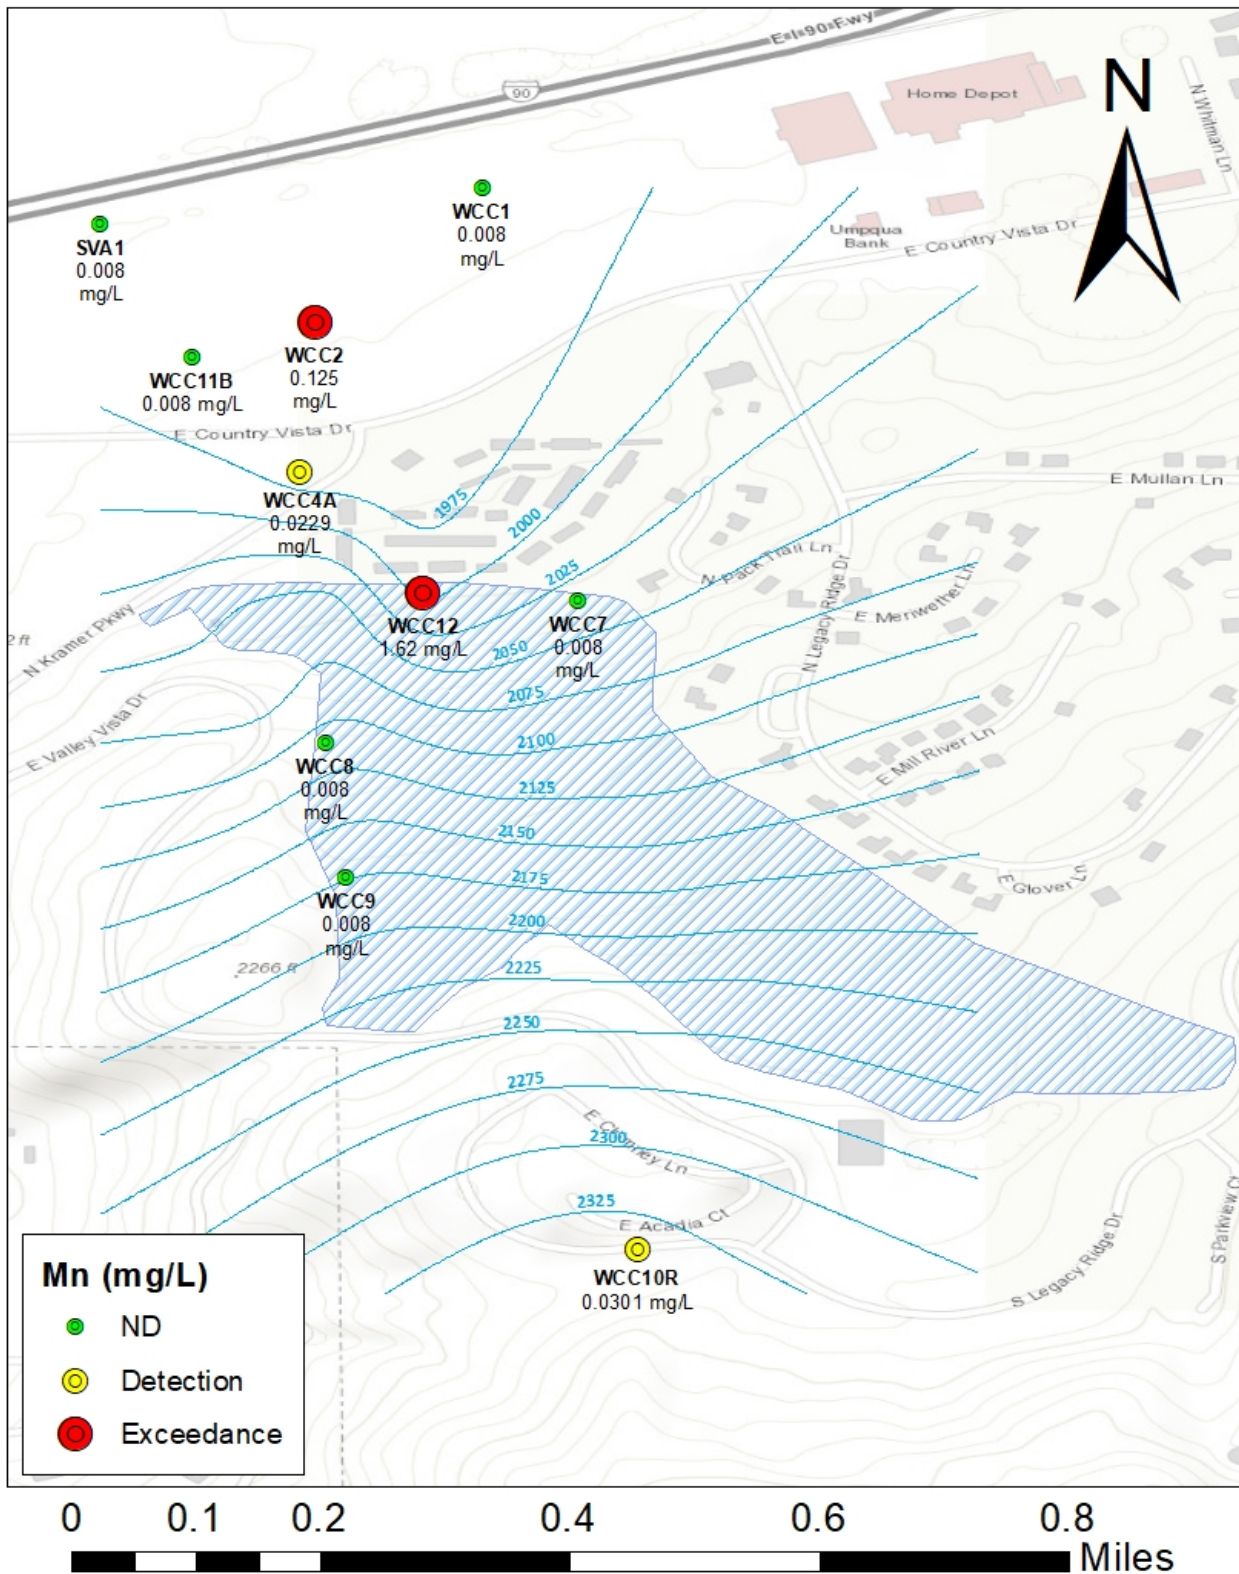 E I-90 Fwy
90
Home Depot
N
N Whitman Ln
WCC1
0.008
mg/L
SVA1
0.008
mg/L
Umpqua
Bank
E Country Vista Dr
WCC2
0.125
mg/L
WCC11B
0.008 mg/L
E Country Vista Dr
WCC4A
0.0229
mg/L
1975
2000
2025
2050
2075
2100
2125
2150
2175
2200
2225
2250
2275
2300
2325
E Mullan Ln
N Pack Trail Ln
N Legacy Ridge Dr
E Meriwether Ln
WCC12
1.62 mg/L
WCC7
0.008
mg/L
2 ft
N Kramer Pkwy
E Valley Vista Dr
E Mill River Ln
WCC8
0.008
mg/L
WCC9
0.008
mg/L
E Glover Ln
2266 ft
E Chimney Ln
E Acadia Ct
WCC10R
0.0301 mg/L
S Legacy Ridge Dr
S Parkview Ct
Mn (mg/L)
ND
Detection
Exceedance
0 0.1 0.2 0.4 0.6 0.8
Miles